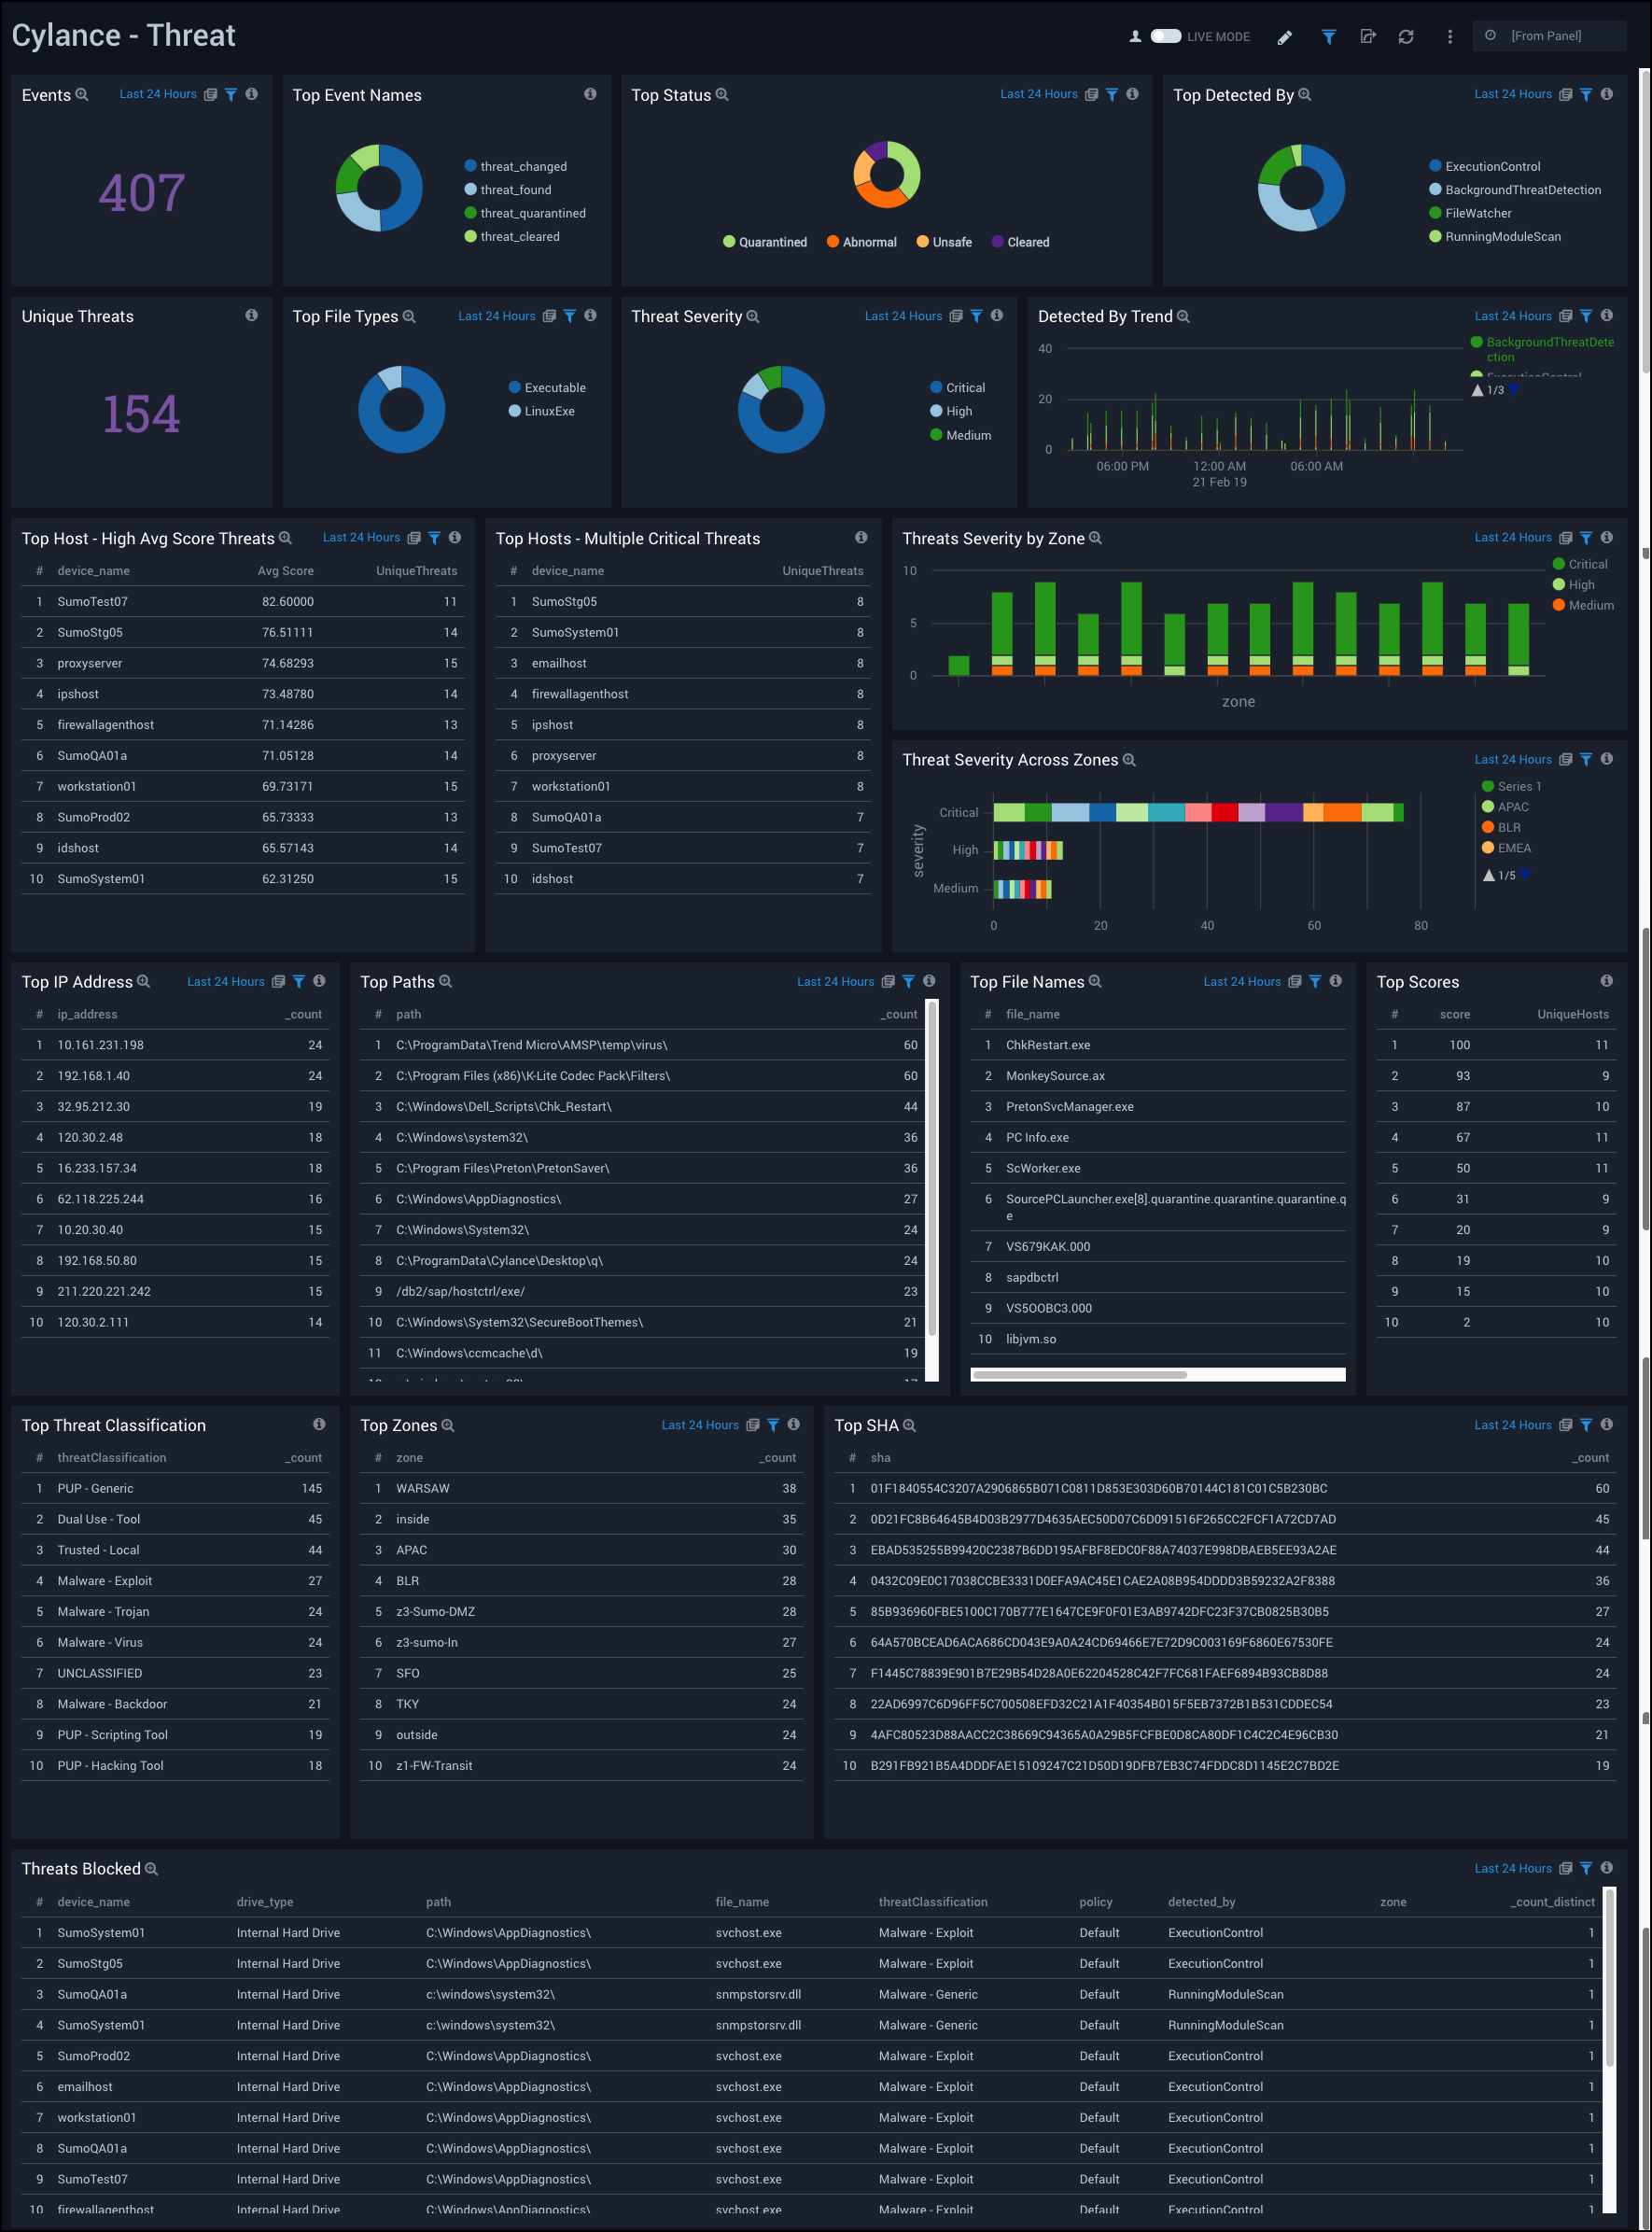 Cylance - Threat
LIVE MODE
[From Panel]
Events
Last 24 Hours
407
Top Event Names
threat_changed
threat_found
threat_quarantined
threat_cleared
Top Status
Last 24 Hours
Quarantined Abnormal Unsafe Cleared
Top Detected By
Last 24 Hours
ExecutionControl
BackgroundThreatDetection
FileWatcher
RunningModuleScan
Unique Threats
154
Top File Types
Last 24 Hours
Executable
LinuxExe
Threat Severity
Last 24 Hours
Critical
High
Medium
Detected By Trend
Last 24 Hours
40
20
0
06:00 PM 12:00 AM 06:00 AM
21 Feb 19
BackgroundThreatDete
ction
ExecutionControl
1/3
Top Host - High Avg Score Threats
Last 24 Hours
# device_name Avg Score UniqueThreats
1 SumoTest07 82.60000 11
2 SumoStg05 76.51111 14
3 proxyserver 74.68293 15
4 ipshost 73.48780 14
5 firewallagenthost 71.14286 13
6 SumoQA01a 71.05128 14
7 workstation01 69.73171 15
8 SumoProd02 65.73333 13
9 idshost 65.57143 14
10 SumoSystem01 62.31250 15
Top Hosts - Multiple Critical Threats
# device_name UniqueThreats
1 SumoStg05 8
2 SumoSystem01 8
3 emailhost 8
4 firewallagenthost 8
5 ipshost 8
6 proxyserver 8
7 workstation01 8
8 SumoQA01a 7
9 SumoTest07 7
10 idshost 7
Threats Severity by Zone
Last 24 Hours
10
5
0
zone
Critical
High
Medium
Threat Severity Across Zones
Last 24 Hours
severity
Critical
High
Medium
0 20 40 60 80
Series 1
APAC
BLR
EMEA
1/5
Top IP Address
Last 24 Hours
# ip_address _count
1 10.161.231.198 24
2 192.168.1.40 24
3 32.95.212.30 19
4 120.30.2.48 18
5 16.233.157.34 18
6 62.118.225.244 16
7 10.20.30.40 15
8 192.168.50.80 15
9 211.220.221.242 15
10 120.30.2.111 14
Top Paths
Last 24 Hours
# path _count
1 C:\ProgramData\Trend Micro\AMSP\temp\virus\ 60
2 C:\Program Files (x86)\K-Lite Codec Pack\Filters\ 60
3 C:\Windows\Dell_Scripts\Chk_Restart\ 44
4 C:\Windows\system32\ 36
5 C:\Program Files\Preton\PretonSaver\ 36
6 C:\Windows\AppDiagnostics\ 27
7 C:\Windows\System32\ 24
8 C:\ProgramData\Cylance\Desktop\q\ 24
9 /db2/sap/hostctrl/exe/ 23
10 C:\Windows\System32\SecureBootThemes\ 21
11 C:\Windows\ccmcache\d\ 19
Top File Names
Last 24 Hours
# file_name
1 ChkRestart.exe
2 MonkeySource.ax
3 PretonSvcManager.exe
4 PC Info.exe
5 ScWorker.exe
6 SourcePCLauncher.exe[8].quarantine.quarantine.quarantine.q
e
7 VS679KAK.000
8 sapdbctrl
9 VS5OOBC3.000
10 libjvm.so
Top Scores
# score UniqueHosts
1 100 11
2 93 9
3 87 10
4 67 11
5 50 11
6 31 9
7 20 9
8 19 10
9 15 10
10 2 10
Top Threat Classification
# threatClassification _count
1 PUP - Generic 145
2 Dual Use - Tool 45
3 Trusted - Local 44
4 Malware - Exploit 27
5 Malware - Trojan 24
6 Malware - Virus 24
7 UNCLASSIFIED 23
8 Malware - Backdoor 21
9 PUP - Scripting Tool 19
10 PUP - Hacking Tool 18
Top Zones
Last 24 Hours
# zone _count
1 WARSAW 38
2 inside 35
3 APAC 30
4 BLR 28
5 z3-Sumo-DMZ 28
6 z3-sumo-In 27
7 SFO 25
8 TKY 24
9 outside 24
10 z1-FW-Transit 24
Top SHA
Last 24 Hours
# sha _count
1 01F1840554C3207A2906865B071C0811D853E303D60B70144C181C01C5B230BC 60
2 0D21FC8B64645B4D03B2977D4635AEC50D07C6D091516F265CC2FCF1A72CD7AD 45
3 EBAD535255B99420C2387B6DD195AFBF8EDC0F88A74037E998DBAEB5EE93A2AE 44
4 0432C09E0C17038CCBE3331D0EFA9AC45E1CAE2A08B954DDDD3B59232A2F8388 36
5 85B936960FBE5100C170B777E1647CE9F0F01E3AB9742DFC23F37CB0825B30B5 27
6 64A570BCEAD6ACA686CD043E9A0A24CD69466E7E72D9C003169F6860E67530FE 24
7 F1445C78839E901B7E29B54D28A0E62204528C42F7FC681FAEF6894B93CB8D88 24
8 22AD6997C6D96FF5C700508EFD32C21A1F40354B015F5EB7372B1B531CDDEC54 23
9 4AFC80523D88AACC2C38669C94365A0A29B5FCFBE0D8CA80DF1C4C2C4E96CB30 21
10 B291FB921B5A4DDDFAE15109247C21D50D19DFB7EB3C74FDDC8D1145E2C7BD2E 19
Threats Blocked
Last 24 Hours
# device_name drive_type path file_name threatClassification policy detected_by zone _count_distinct
1 SumoSystem01 Internal Hard Drive C:\Windows\AppDiagnostics\ svchost.exe Malware - Exploit Default ExecutionControl 1
2 SumoStg05 Internal Hard Drive C:\Windows\AppDiagnostics\ svchost.exe Malware - Exploit Default ExecutionControl 1
3 SumoQA01a Internal Hard Drive c:\windows\system32\ snmpstorsrv.dll Malware - Generic Default RunningModuleScan 1
4 SumoSystem01 Internal Hard Drive c:\windows\system32\ snmpstorsrv.dll Malware - Generic Default RunningModuleScan 1
5 SumoProd02 Internal Hard Drive C:\Windows\AppDiagnostics\ svchost.exe Malware - Exploit Default ExecutionControl 1
6 emailhost Internal Hard Drive C:\Windows\AppDiagnostics\ svchost.exe Malware - Exploit Default ExecutionControl 1
7 workstation01 Internal Hard Drive C:\Windows\AppDiagnostics\ svchost.exe Malware - Exploit Default ExecutionControl 1
8 SumoQA01a Internal Hard Drive C:\Windows\AppDiagnostics\ svchost.exe Malware - Exploit Default ExecutionControl 1
9 SumoTest07 Internal Hard Drive C:\Windows\AppDiagnostics\ svchost.exe Malware - Exploit Default ExecutionControl 1
10 firewallagenthost Internal Hard Drive C:\Windows\AppDiagnostics\ svchost.exe Malware - Exploit Default ExecutionControl 1